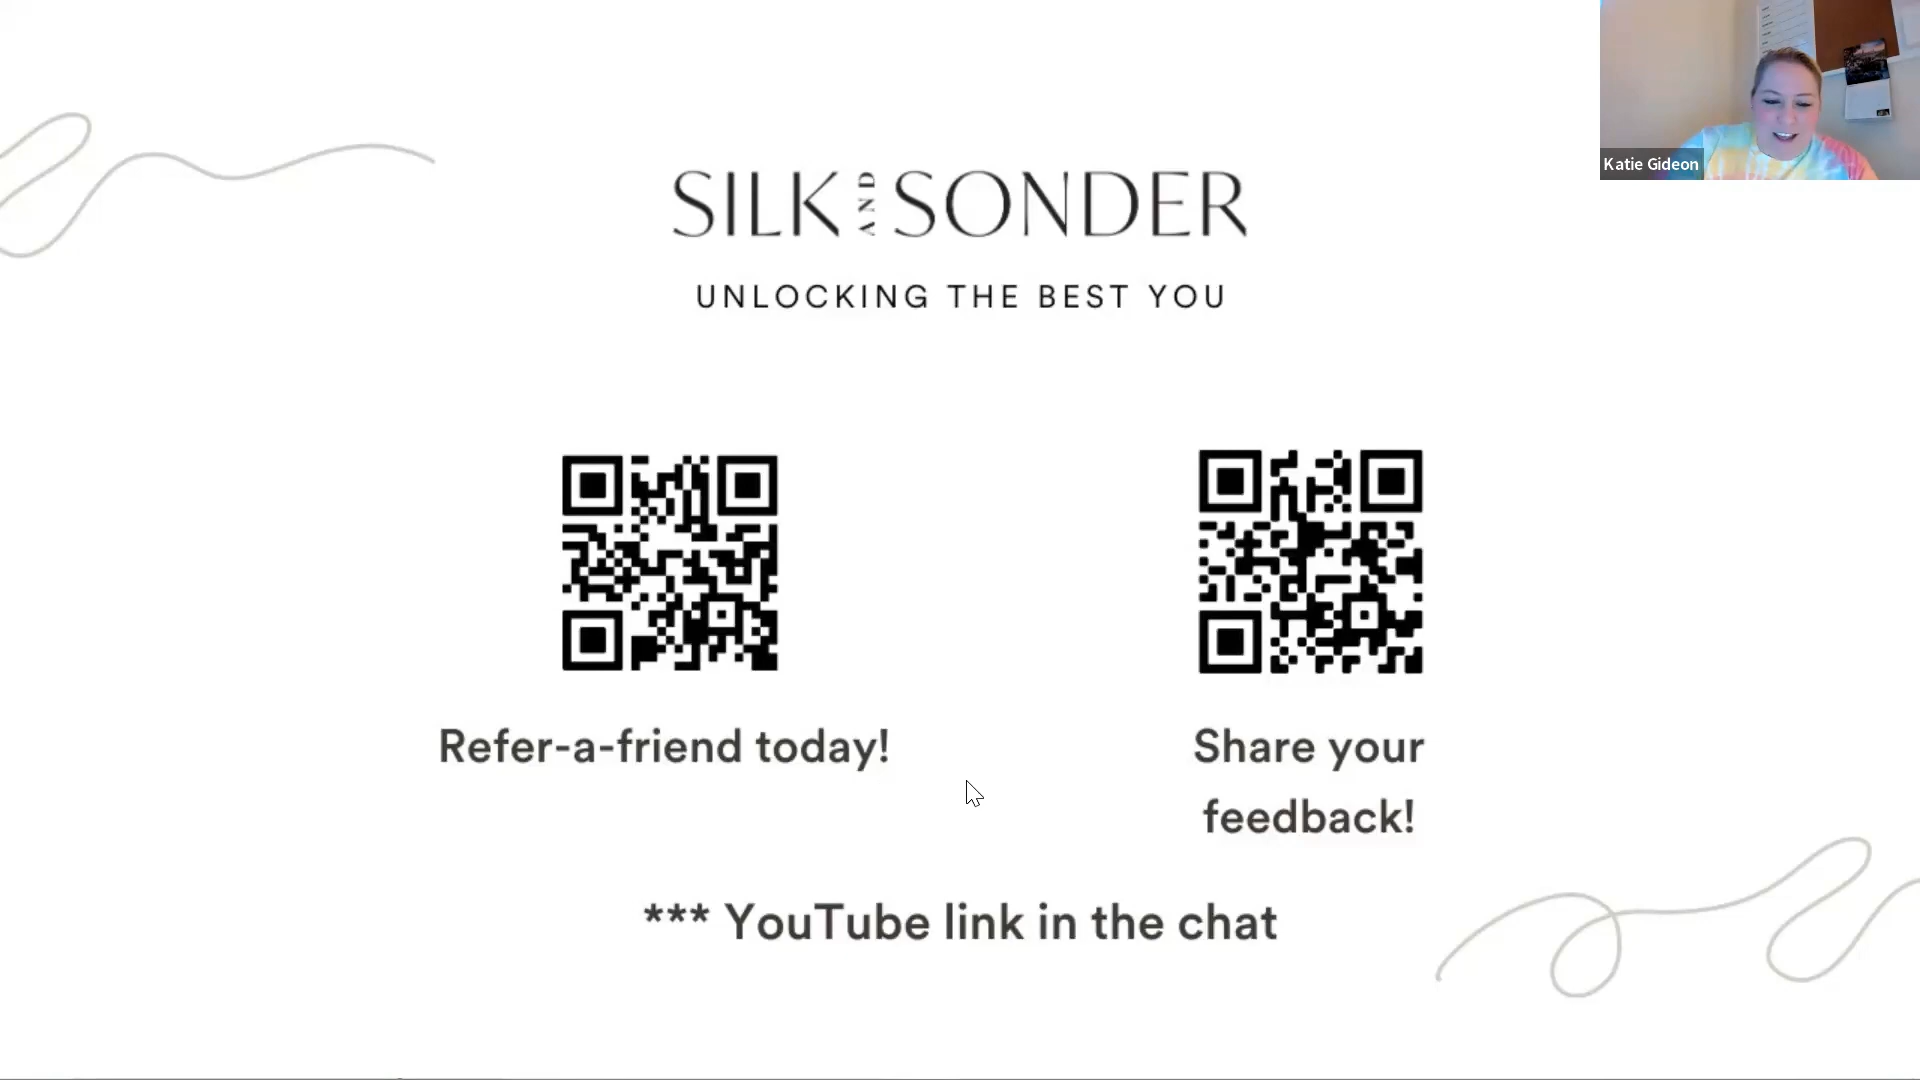 SILK AND SONDER
UNLOCKING THE BEST YOU
Katie Gideon
Refer-a-friend today!
Share your
feedback!
*** YouTube link in the chat